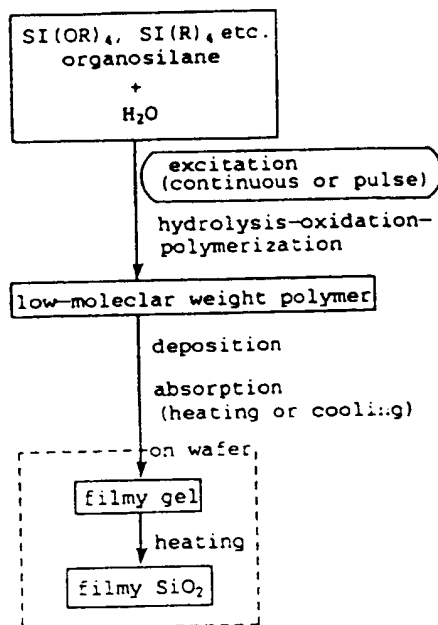 SI(OR)₄, SI(R)₄ etc.
organosilane
+
H₂O
excitation
(continuous or pulse)
hydrolysis-oxidation-
polymerization
low-moleclar weight polymer
deposition
absorption
(heating or cooling)
on wafer
filmy gel
heating
filmy SiO₂